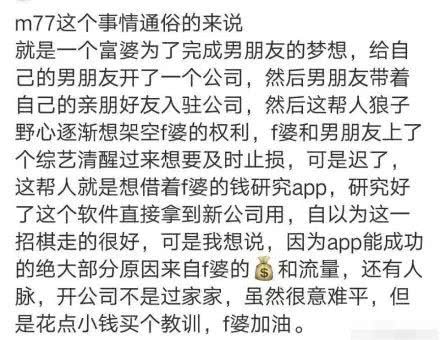 m77这个事情通俗的来说
就是一个富婆为了完成男朋友的梦想，给自
己的男朋友开了一个公司，然后男朋友带着
自己的亲朋好友入驻公司，然后这帮人狼子
野心逐渐想架空f婆的权利，f婆和男朋友上了
个综艺清醒过来想要及时止损，可是迟了，
这帮人就是想借着f婆的钱研究app，研究好
了这个软件直接拿到新公司用，自以为这一
招棋走的很好，可是我想说，因为app能成功
的绝大部分原因来自f婆的💰和流量，还有人
脉，开公司不是过家家，虽然很意难平，但
是花点小钱买个教训，f婆加油。